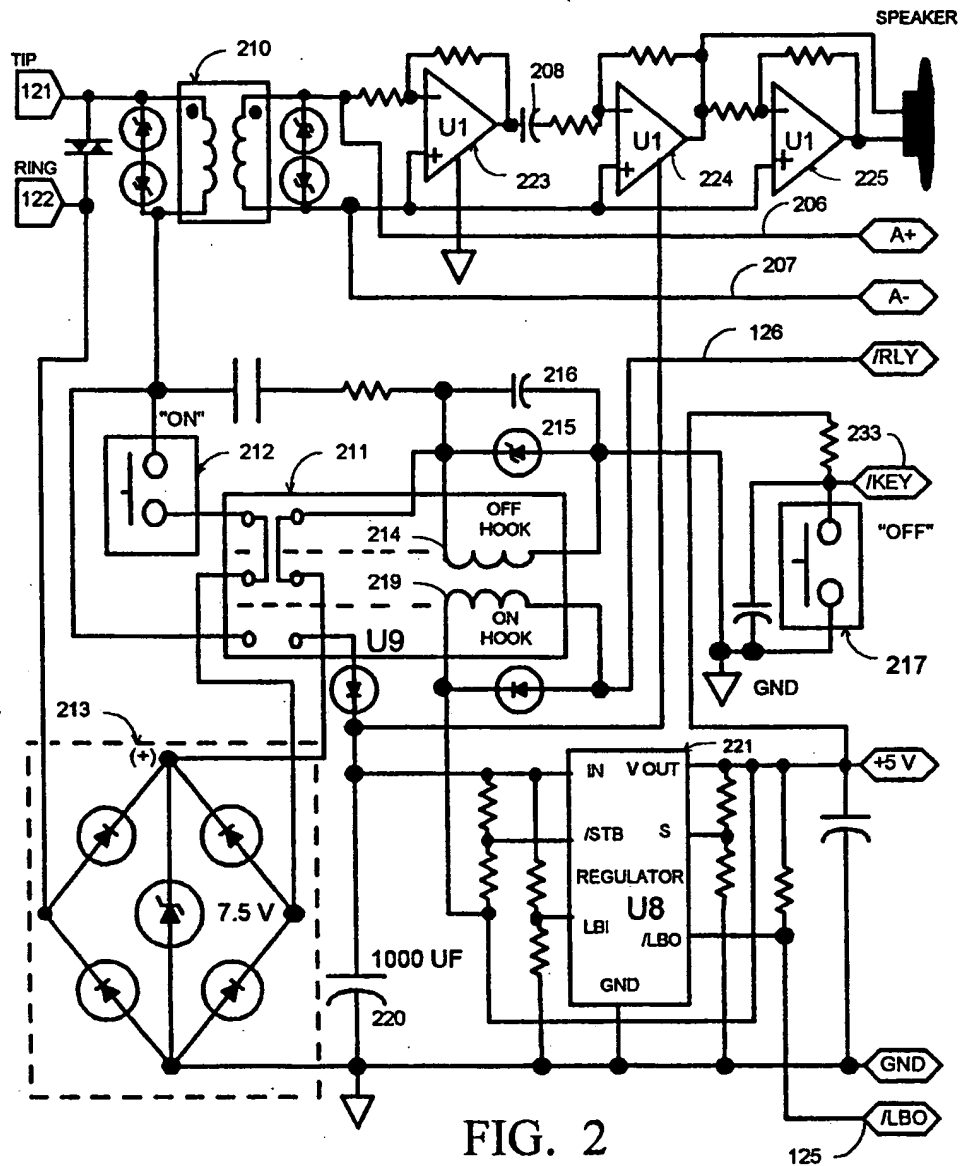 SPEAKER
210
TIP
121
208
U1
U1
U1
RING
122
223
224
225
206
A+
207
A-
126
/RLY
216
"ON"
215
212
211
233
/KEY
OFF
HOOK
"OFF"
214
219
ON
HOOK
U9
217
GND
213
(+)
221
IN
V OUT
+5 V
/STB
S
REGULATOR
7.5 V
U8
LBI
/LBO
1000 UF
GND
220
GND
/LBO
FIG. 2
125